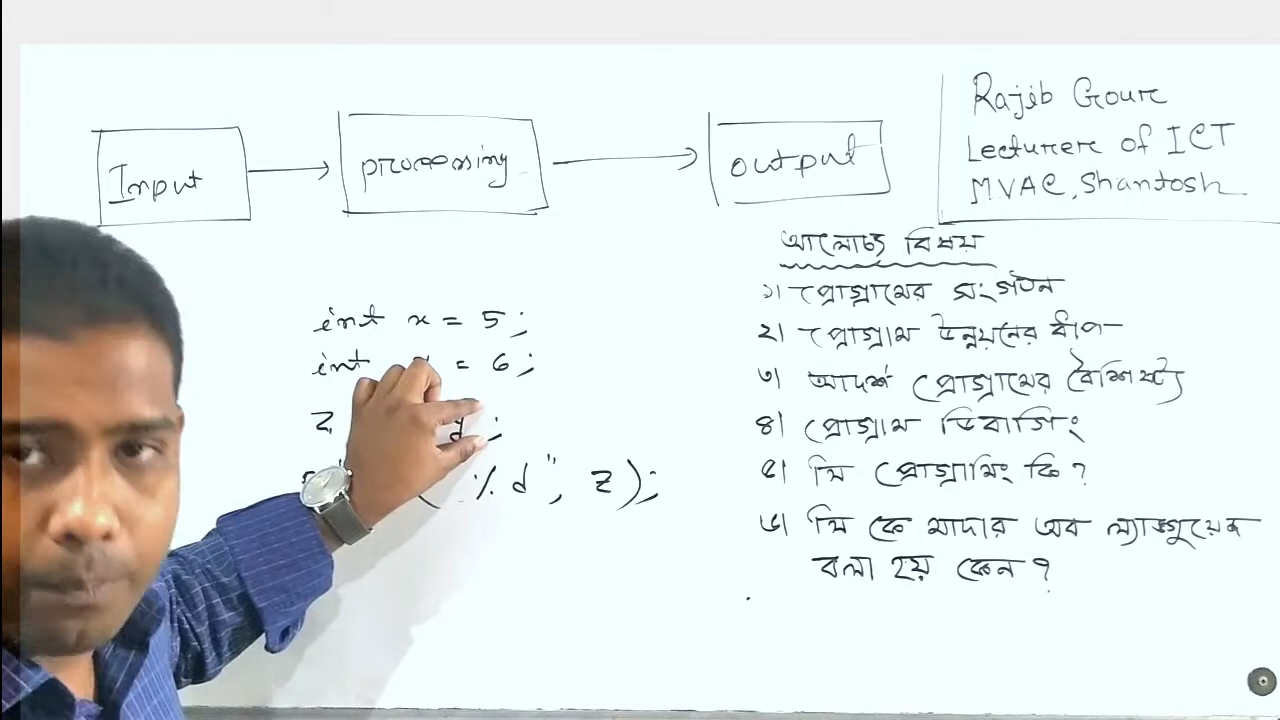 Input
processing
output
Rajib Gour
Lecturer of ICT
MVAC, Shantosh
আলোচ্য বিষয়
১। প্রোগ্রামের সংগঠন
২। প্রোগ্রাম উন্নয়নের ধাপ
৩। আদর্শ প্রোগ্রামের বৈশিষ্ট্য
৪। প্রোগ্রাম ডিবাগিং
৫। সি প্রোগ্রামিং কি ?
৬। সি কে মাদার অব ল্যাঙ্গুয়েজ
বলা হয় কেন ?
int x = 5 ;
int = 6 ;
z y ;
( %d", z);